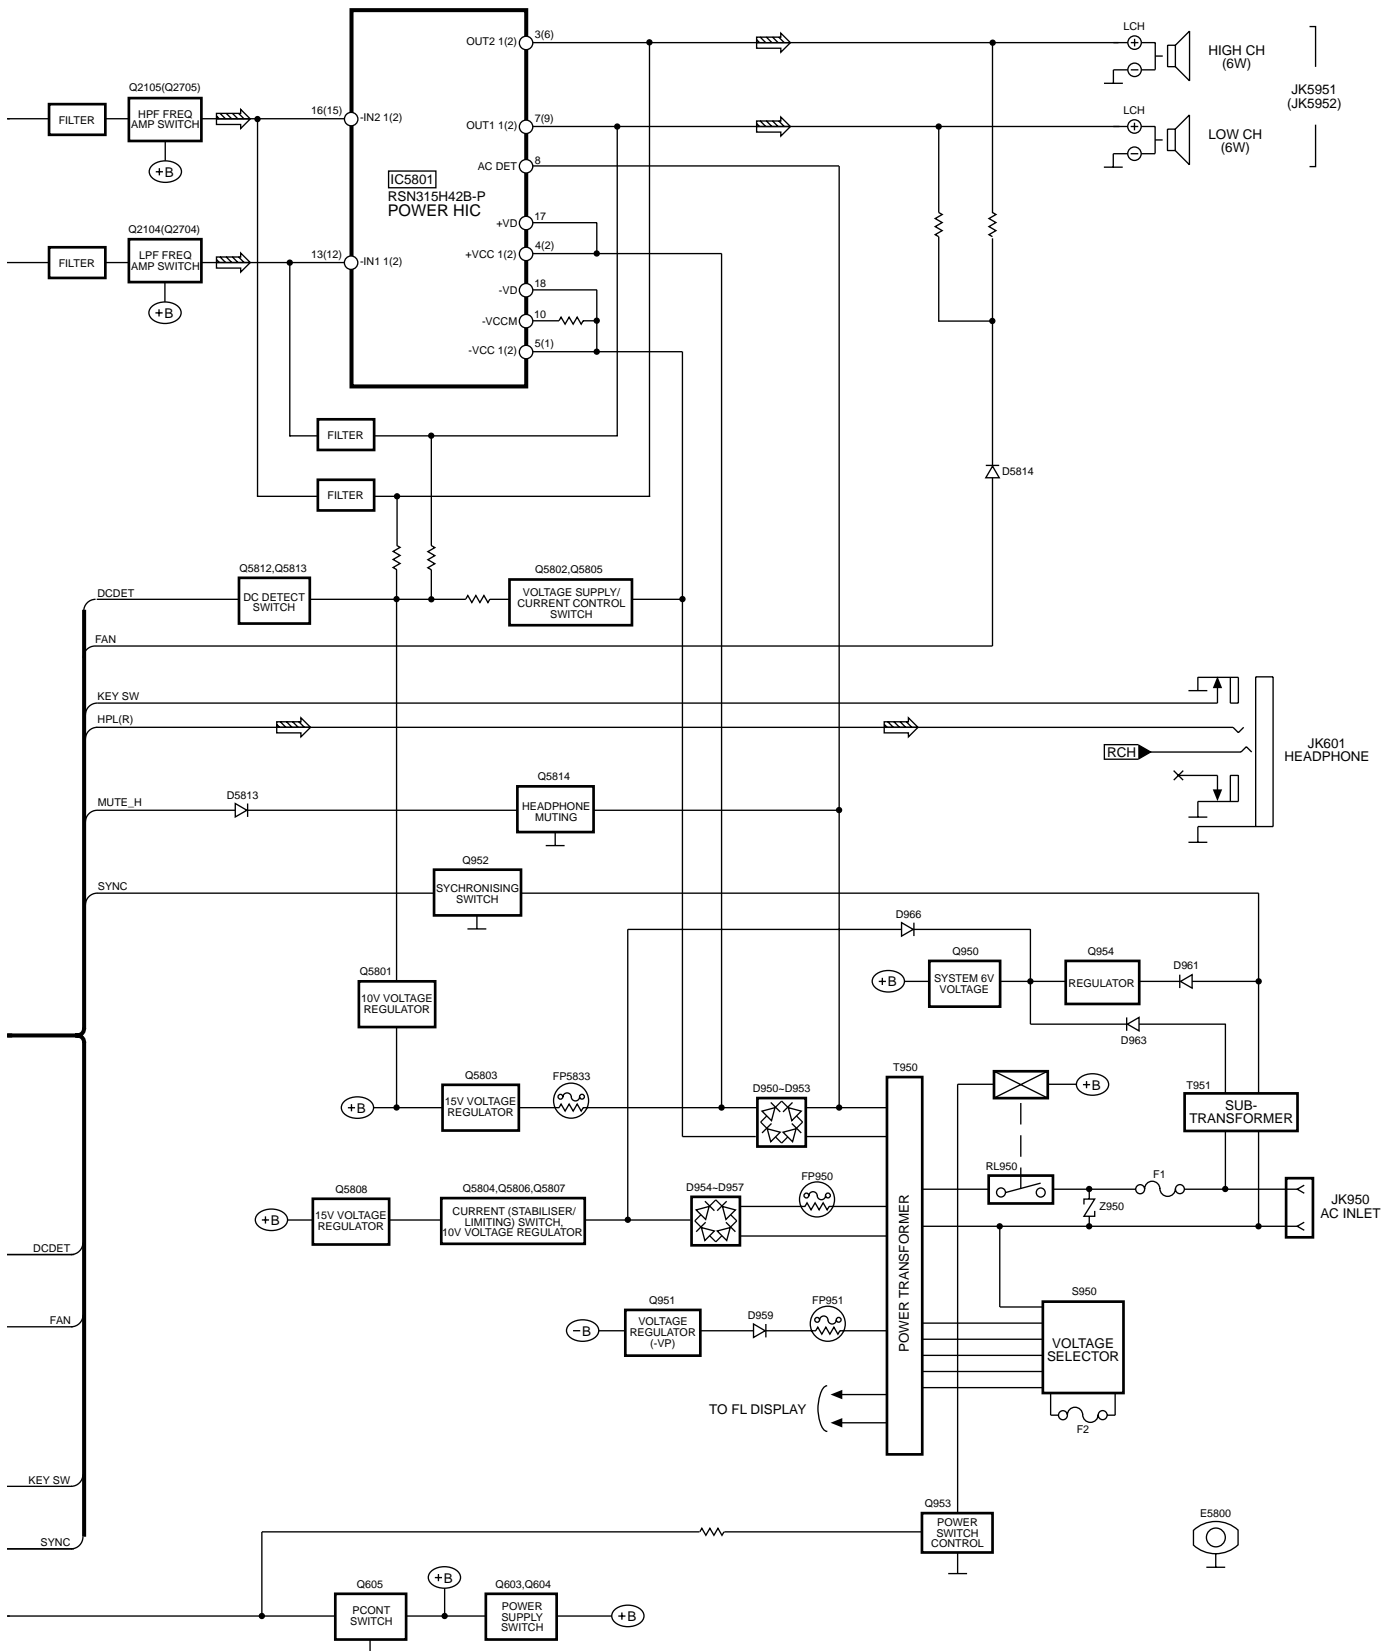 OUT2 1(2)
3(6)
LCH
+
−
HIGH CH
(6W)
JK5951
(JK5952)
Q2105(Q2705)
FILTER
HPF FREQ
AMP SWITCH
+B
16(15)
-IN2 1(2)
OUT1 1(2)
7(9)
LCH
+
−
LOW CH
(6W)
AC DET
8
IC5801
RSN315H42B-P
POWER HIC
+VD
17
Q2104(Q2704)
FILTER
LPF FREQ
AMP SWITCH
+B
13(12)
-IN1 1(2)
+VCC 1(2)
4(2)
-VD
18
-VCCM
10
-VCC 1(2)
5(1)
FILTER
FILTER
D5814
Q5812,Q5813
DC DETECT
SWITCH
Q5802,Q5805
VOLTAGE SUPPLY/
CURRENT CONTROL
SWITCH
DCDET
FAN
KEY SW
HPL(R)
RCH
JK601
HEADPHONE
MUTE_H
D5813
Q5814
HEADPHONE
MUTING
SYNC
Q952
SYCHRONISING
SWITCH
D966
Q950
+B
SYSTEM 6V
VOLTAGE
Q954
REGULATOR
D961
D963
Q5801
10V VOLTAGE
REGULATOR
+B
Q5803
15V VOLTAGE
REGULATOR
FP5833
D950~D953
T950
POWER TRANSFORMER
+B
T951
SUB-
TRANSFORMER
RL950
F1
Z950
JK950
AC INLET
Q5808
+B
15V VOLTAGE
REGULATOR
Q5804,Q5806,Q5807
CURRENT (STABILISER/
LIMITING) SWITCH,
10V VOLTAGE REGULATOR
D954~D957
FP950
DCDET
FAN
−B
Q951
VOLTAGE
REGULATOR
(-VP)
D959
FP951
S950
VOLTAGE
SELECTOR
F2
TO FL DISPLAY
KEY SW
SYNC
Q953
POWER
SWITCH
CONTROL
E5800
Q605
PCONT
SWITCH
+B
Q603,Q604
POWER
SUPPLY
SWITCH
+B